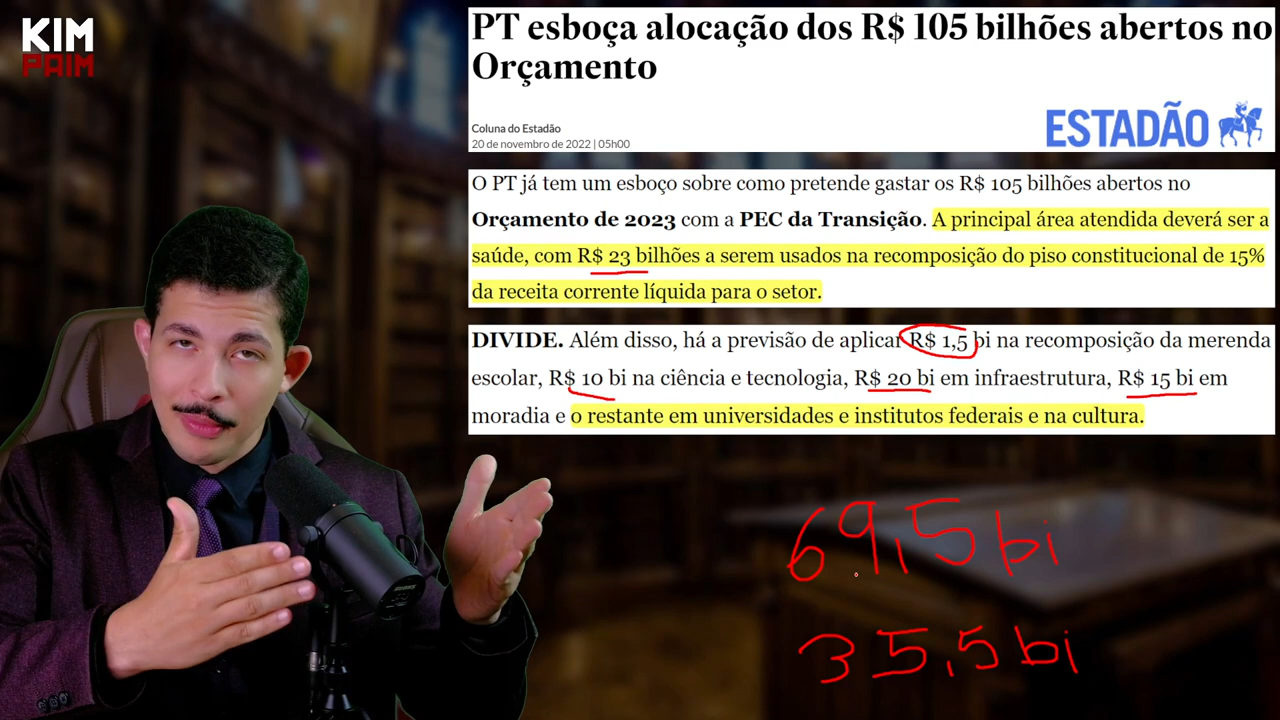 KIM
PAIM
PT esboça alocação dos R$ 105 bilhões abertos no
Orçamento
Coluna do Estadão
20 de novembro de 2022 | 05h00
ESTADÃO
O PT já tem um esboço sobre como pretende gastar os R$ 105 bilhões abertos no
Orçamento de 2023 com a PEC da Transição. A principal área atendida deverá ser a
saúde, com R$ 23 bilhões a serem usados na recomposição do piso constitucional de 15%
da receita corrente líquida para o setor.
DIVIDE. Além disso, há a previsão de aplicar R$ 1,5 bi na recomposição da merenda
escolar, R$ 10 bi na ciência e tecnologia, R$ 20 bi em infraestrutura, R$ 15 bi em
moradia e o restante em universidades e institutos federais e na cultura.
69,5 bi
35,5 bi